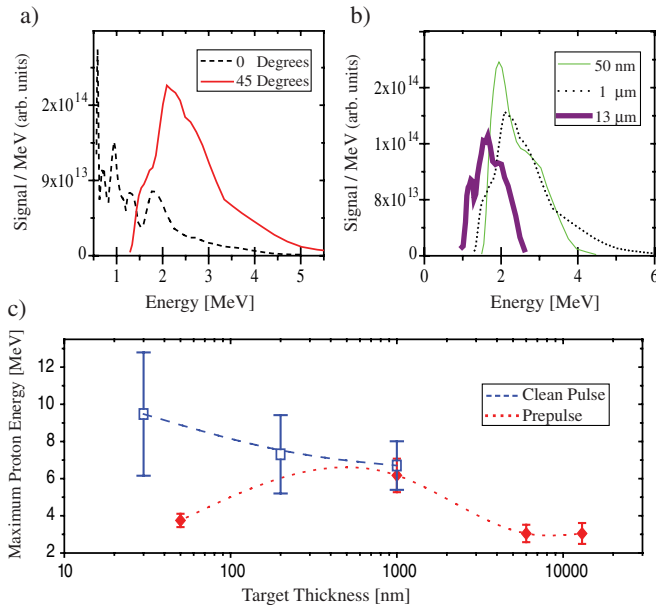 a)
Signal / MeV (arb. units)
2x10^14
9x10^13
0
0 Degrees
45 Degrees
1 2 3 4 5
Energy [MeV]
b)
Signal / MeV (arb. units)
2x10^14
1x10^14
8x10^13
0
50 nm
1 µm
13 µm
0 2 4 6
Energy [MeV]
c)
Maximum Proton Energy [MeV]
12
10
8
6
4
2
Clean Pulse
Prepulse
10 100 1000 10000
Target Thickness [nm]